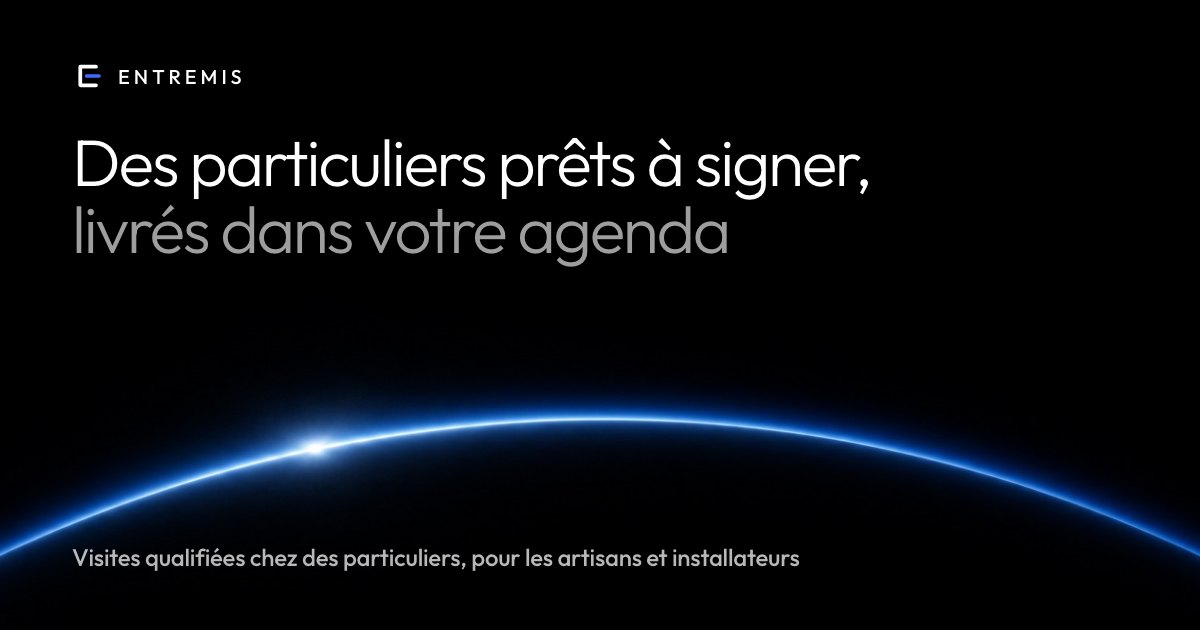 ENTREMIS
Des particuliers prêts à signer,
livrés dans votre agenda
Visites qualifiées chez des particuliers, pour les artisans et installateurs